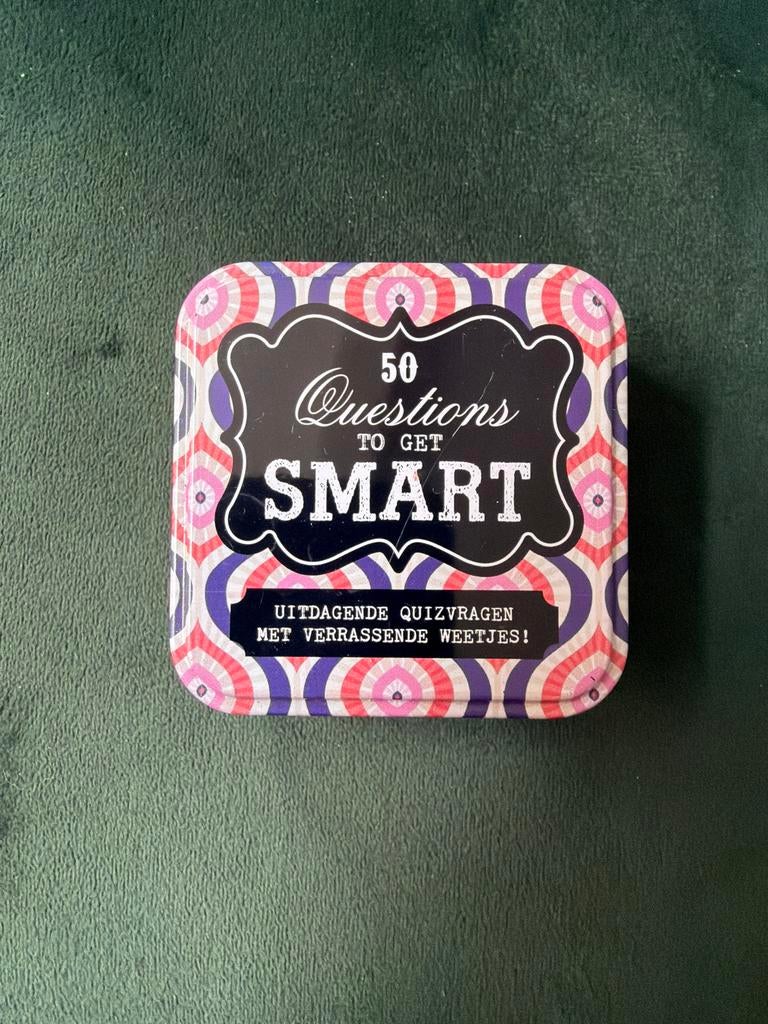 50
Questions
TO GET
SMART
UITDAGENDE QUIZVRAGEN
MET VERRASSENDE WEETJES!